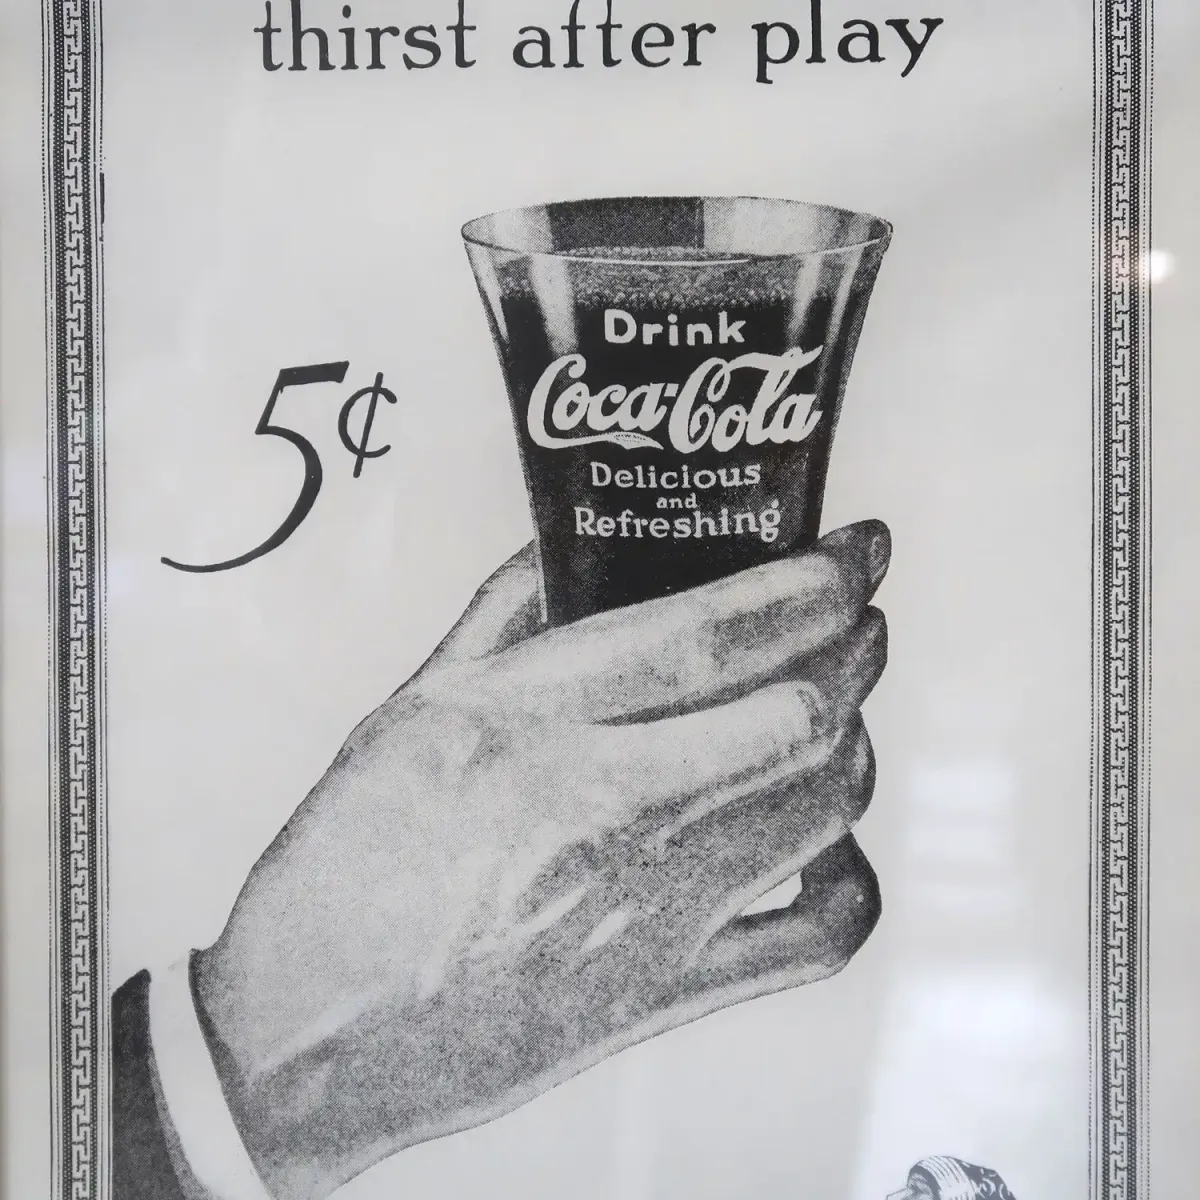 thirst after play
5¢
Drink
Coca-Cola
Delicious
and
Refreshing